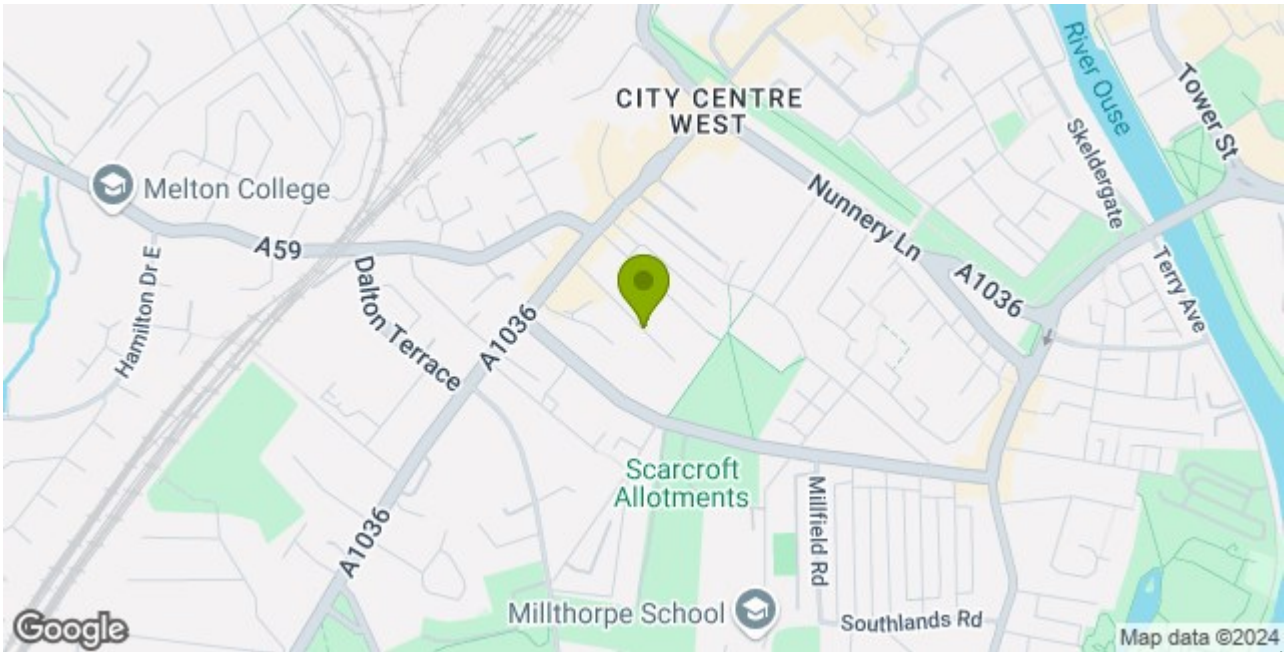 River Ouse
Tower St
CITY CENTRE
WEST
Skeldergate
Melton College
Nunnery Ln
A59
Hamilton Dr E
Dalton Terrace
A1036
Terry Ave
A1036
Scarcroft
Allotments
Millfield Rd
A1036
Millthorpe School
Southlands Rd
Google
Map data ©2024